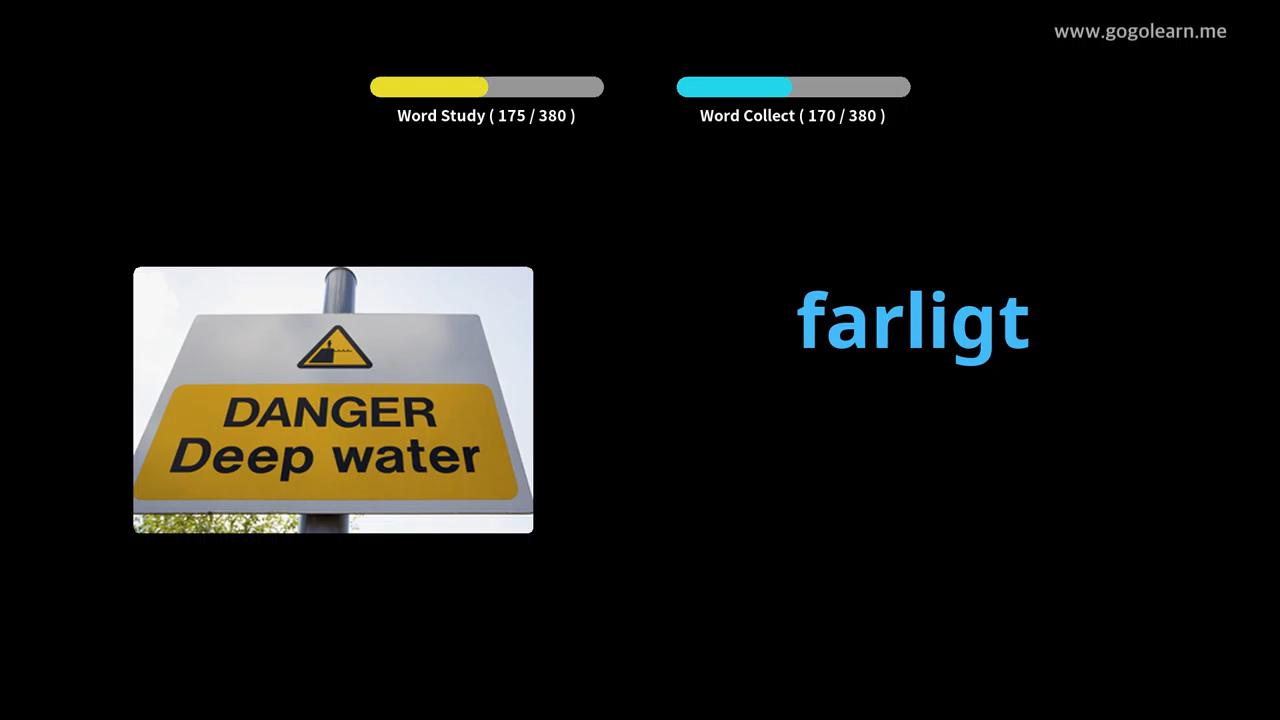 www.gogolearn.me
Word Study ( 175 / 380 )
Word Collect ( 170 / 380 )
farligt
DANGER
Deep water